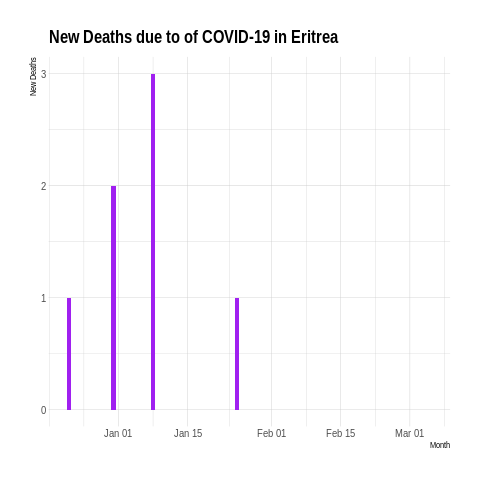 New Deaths due to of COVID-19 in Eritrea
New Deaths
3
2
1
0
Jan 01 Jan 15 Feb 01 Feb 15 Mar 01
Month